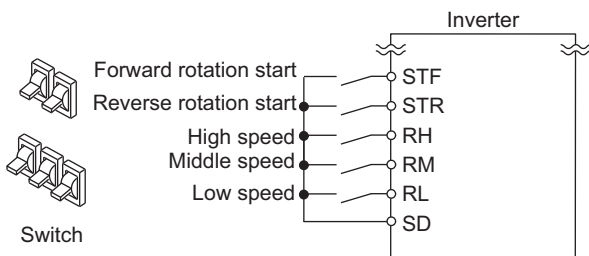 Inverter
Forward rotation start STF
Reverse rotation start STR
High speed RH
Middle speed RM
Low speed RL
SD
Switch